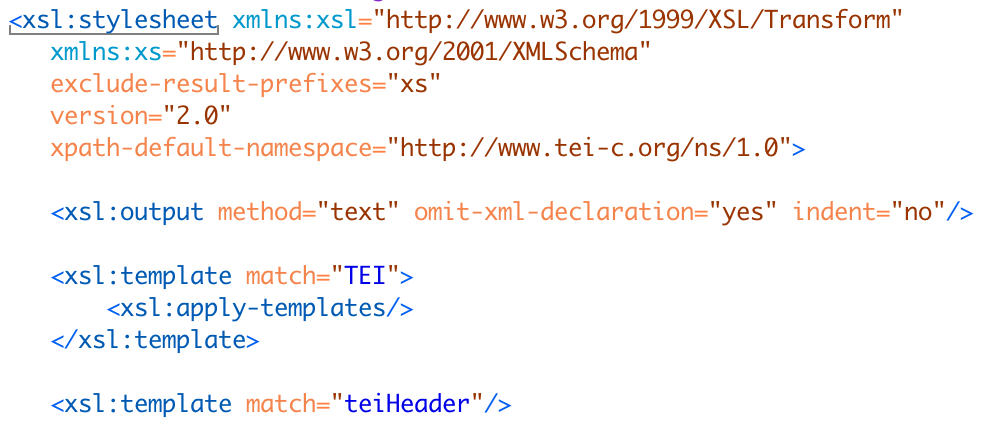 <xsl:stylesheet xmlns:xsl="http://www.w3.org/1999/XSL/Transform"
xmlns:xs="http://www.w3.org/2001/XMLSchema"
exclude-result-prefixes="xs"
version="2.0"
xpath-default-namespace="http://www.tei-c.org/ns/1.0">
<xsl:output method="text" omit-xml-declaration="yes" indent="no"/>
<xsl:template match="TEI">
<xsl:apply-templates/>
</xsl:template>
<xsl:template match="teiHeader"/>